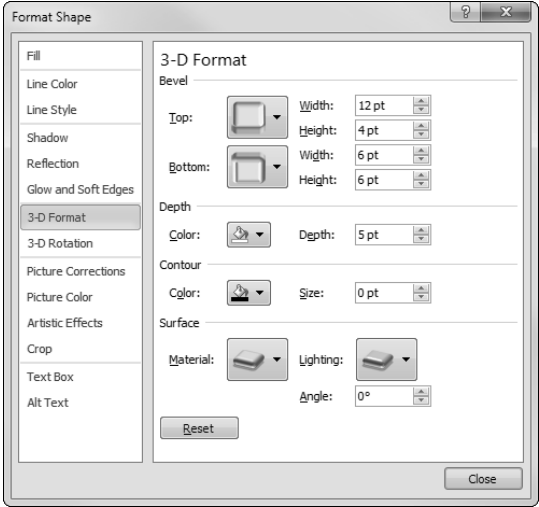 Format Shape
Fill
Line Color
Line Style
Shadow
Reflection
Glow and Soft Edges
3-D Format
3-D Rotation
Picture Corrections
Picture Color
Artistic Effects
Crop
Text Box
Alt Text
3-D Format
Bevel
Top: Width: 12 pt
Height: 4 pt
Bottom: Width: 6 pt
Height: 6 pt
Depth
Color: Depth: 5 pt
Contour
Color: Size: 0 pt
Surface
Material: Lighting:
Angle: 0°
Reset
Close